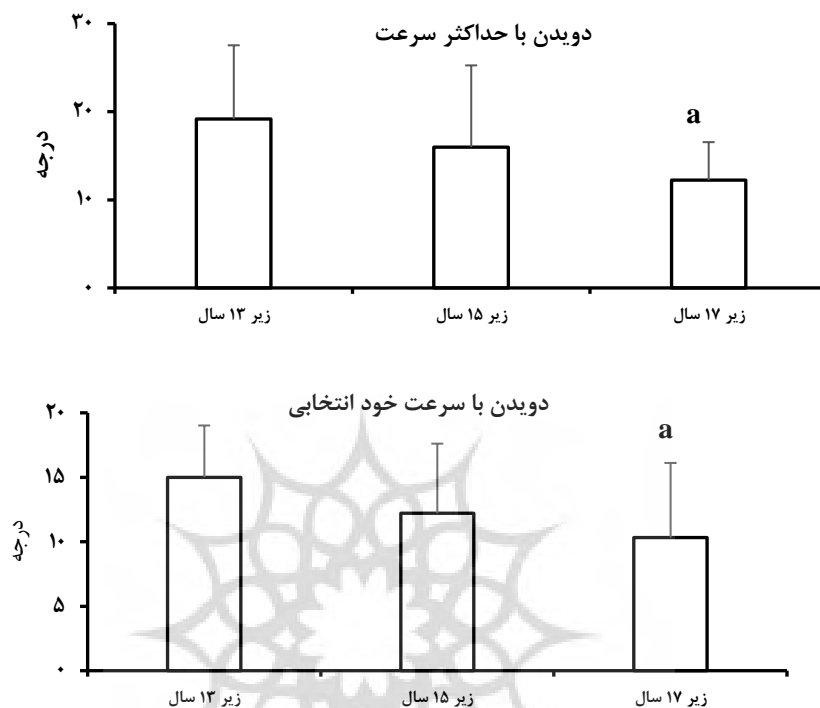 دویدن با حداکثر سرعت
۳۰
۲۰
۱۰
۰
درجه
a
زیر ۱۳ سال
زیر ۱۵ سال
زیر ۱۷ سال
دویدن با سرعت خود انتخابی
۲۰
۱۵
۱۰
۵
۰
درجه
a
زیر ۱۳ سال
زیر ۱۵ سال
زیر ۱۷ سال